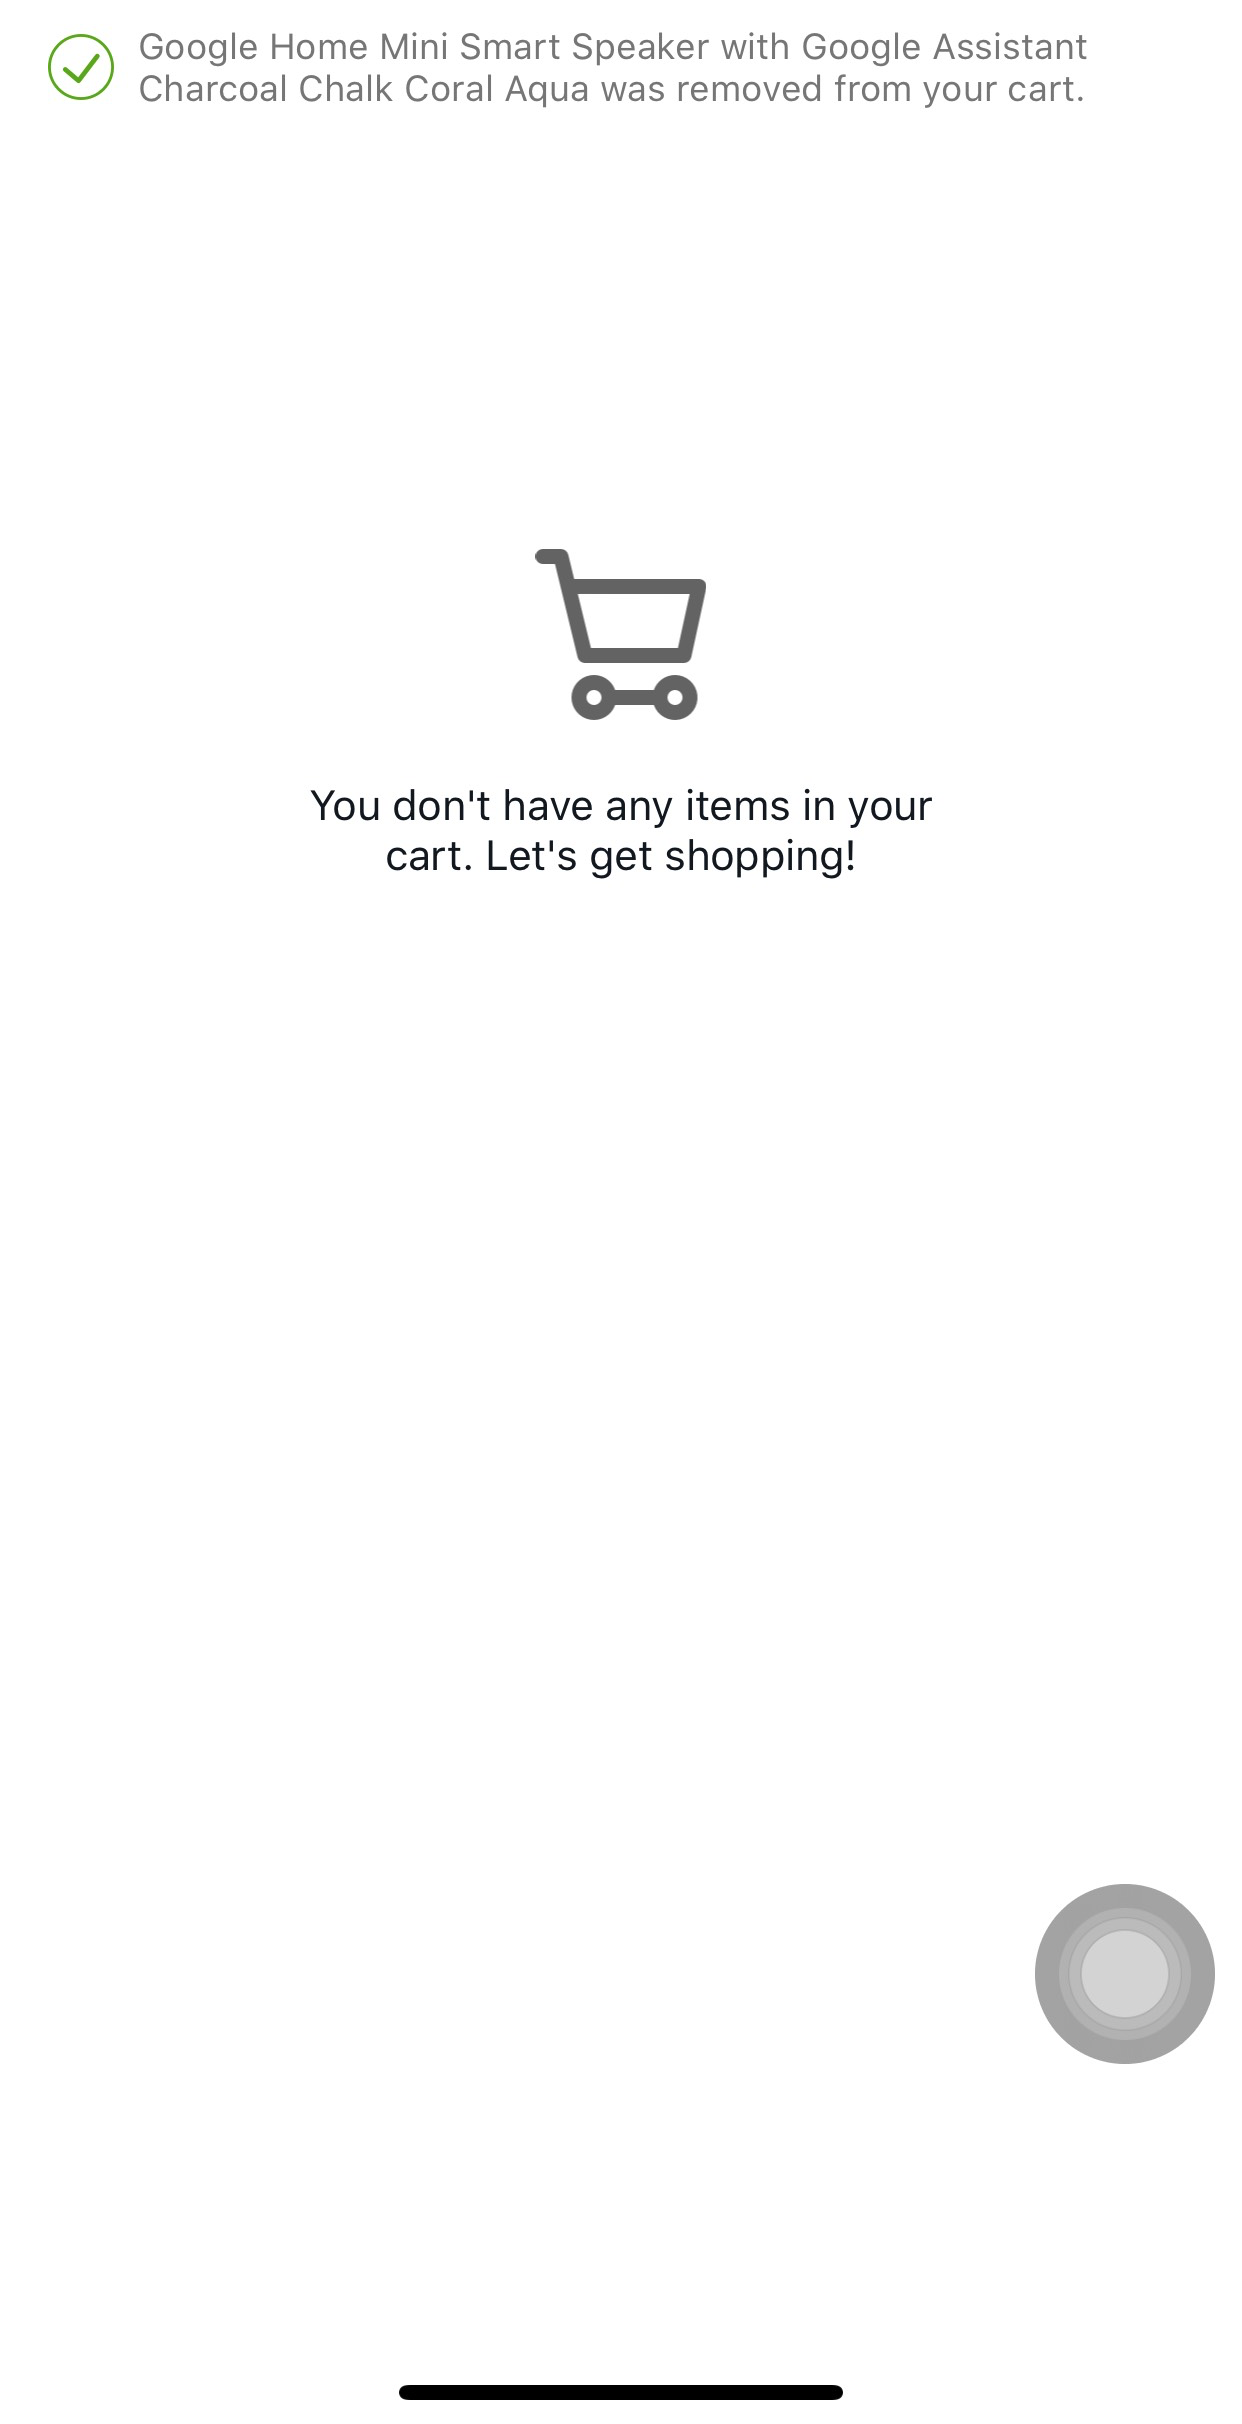 Google Home Mini Smart Speaker with Google Assistant
Charcoal Chalk Coral Aqua was removed from your cart.
You don't have any items in your
cart. Let's get shopping!